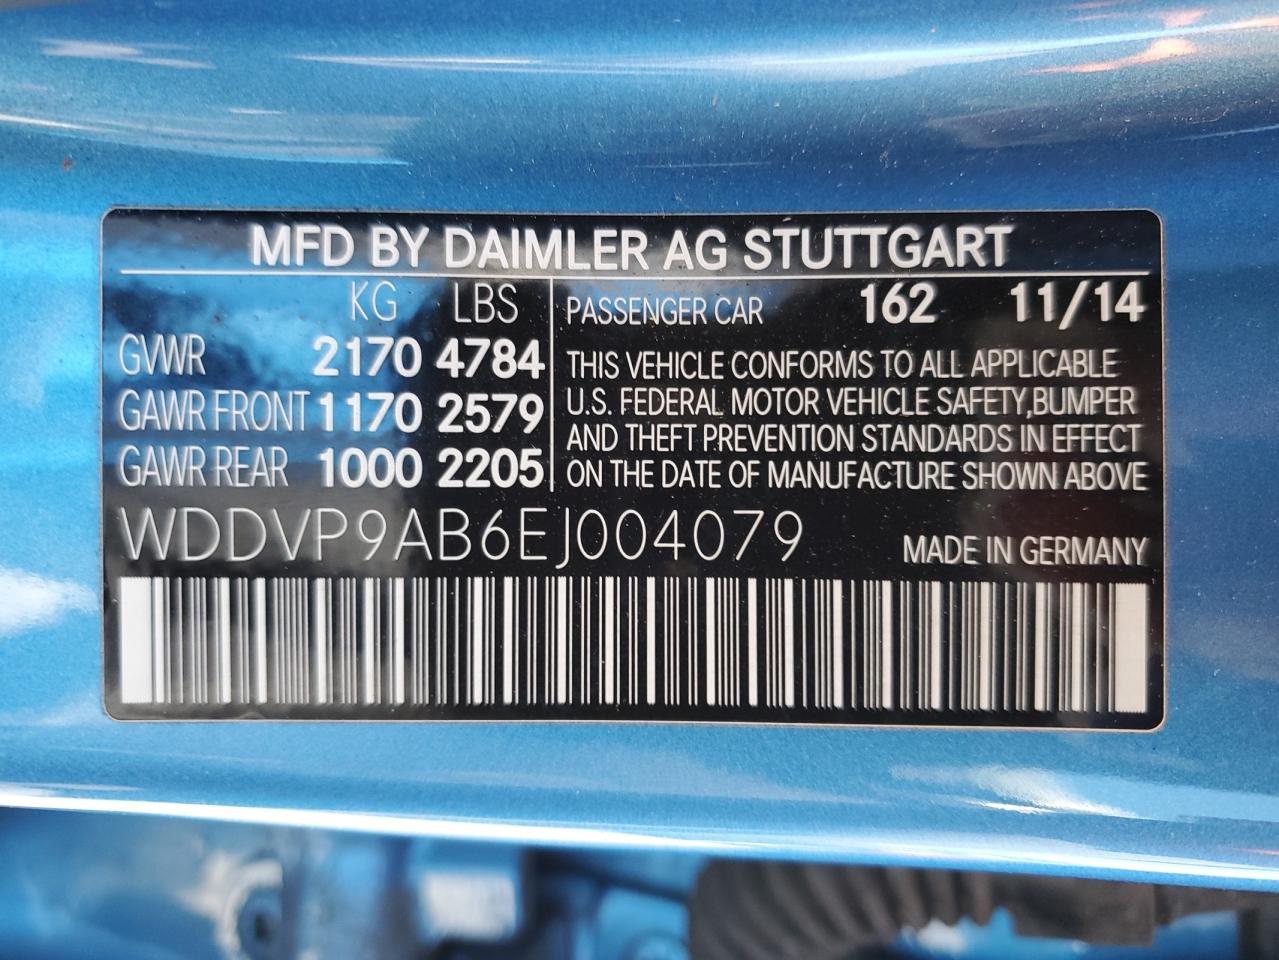 MFD BY DAIMLER AG STUTTGART
KG LBS
GVWR 2170 4784
GAWR FRONT 1170 2579
GAWR REAR 1000 2205
PASSENGER CAR 162 11/14
THIS VEHICLE CONFORMS TO ALL APPLICABLE
U.S. FEDERAL MOTOR VEHICLE SAFETY,BUMPER
AND THEFT PREVENTION STANDARDS IN EFFECT
ON THE DATE OF MANUFACTURE SHOWN ABOVE
WDDVP9AB6EJ004079 MADE IN GERMANY